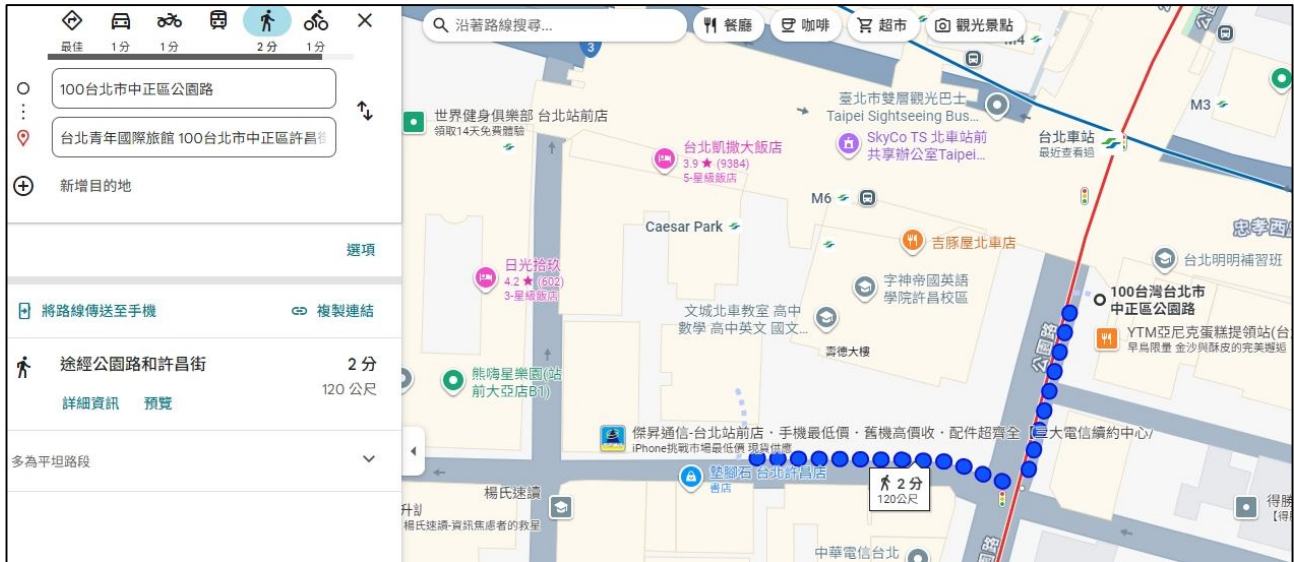 最佳
1分
1分
2分
1分
100台北市中正區公園路
台北青年國際旅館 100台北市中正區許昌街
新增目的地
選項
將路線傳送至手機
複製連結
途經公園路和許昌街
2 分
120 公尺
詳細資訊
預覽
多為平坦路段
沿著路線搜尋...
餐廳
咖啡
超市
觀光景點
3
M4
世界健身俱樂部 台北站前店
領取14天免費體驗
臺北市雙層觀光巴士
Taipei Sightseeing Bus...
M3
台北凱撒大飯店
3.9 ★ (9384)
5-星級飯店
SkyCo TS 北車站前
共享辦公室Taipei...
台北車站
最近查看過
M6
Caesar Park
吉豚屋北車店
忠孝西
台北明明補習班
日光拾玖
4.2 ★ (602)
3-星級飯店
字神帝國英語
學院許昌校區
100台灣台北市
中正區公園路
文城北車教室 高中
數學 高中英文 國文...
YTM亞尼克蛋糕提領站(台
早鳥限量 金沙與酥皮的完美邂逅
壽德大樓
公園路
熊嗨星樂園(站
前大亞店B1)
傑昇通信-台北站前店・手機最低價・舊機高價收・配件超齊全【三大電信續約中心/
iPhone挑戰市場最低價 現貨供應
墊腳石 台北許昌店
書店
2 分
120公尺
楊氏速讀
楊氏速讀-資訊焦慮者的救星
得勝
【得
中華電信台北
公園路